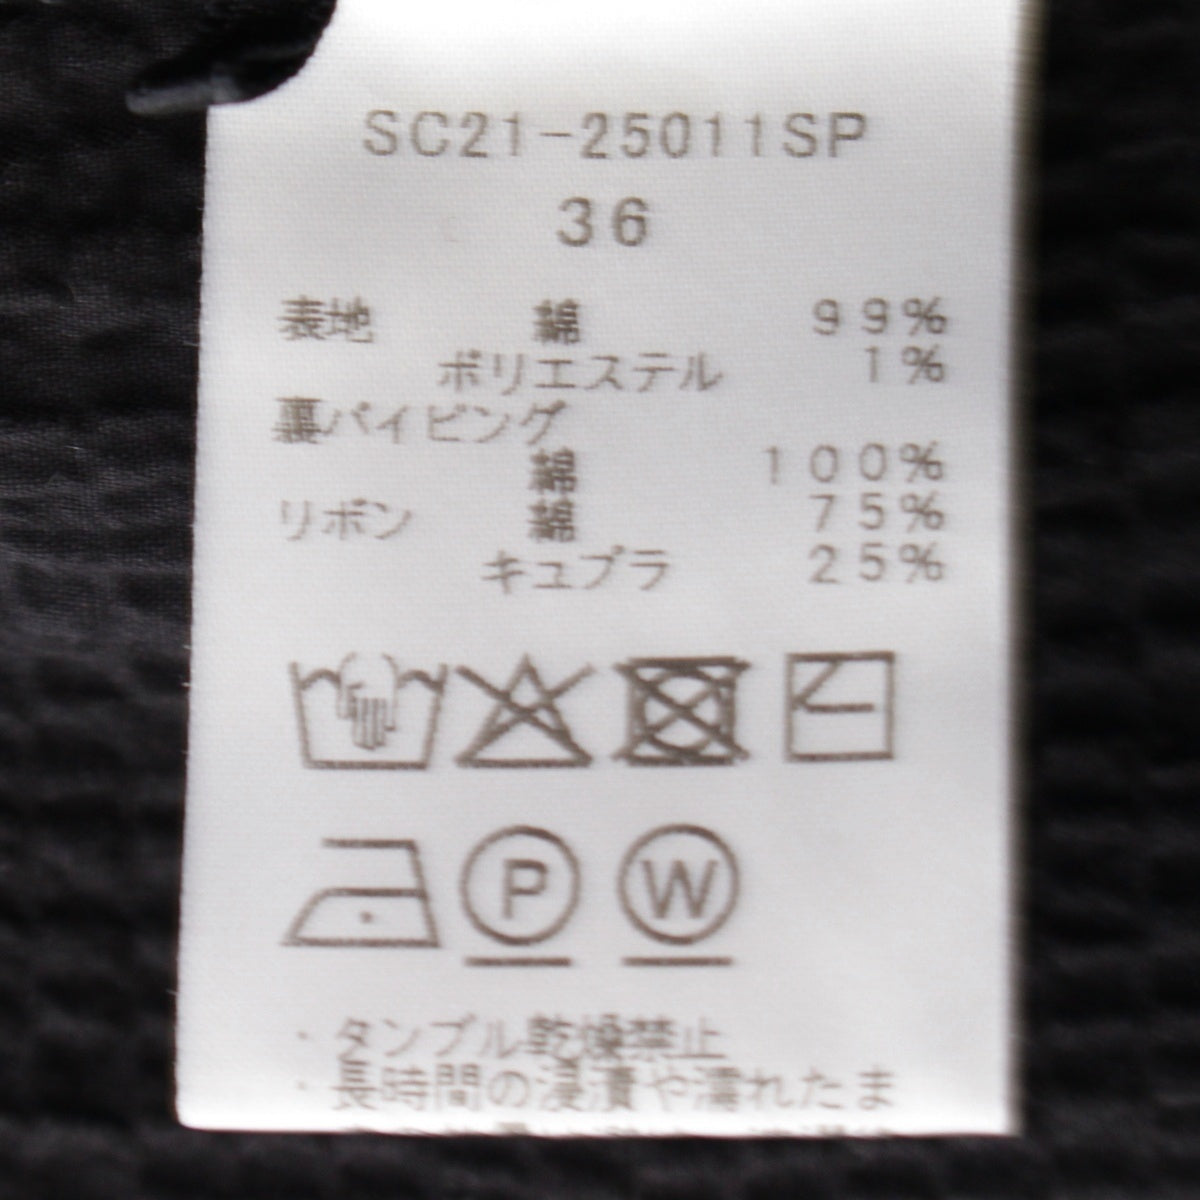 SC21-25011SP
36
表地 綿 99%
ポリエステル 1%
裏パイピング
綿 100%
リボン 綿 75%
キュプラ 25%
P W
・タンブル乾燥禁止
・長時間の浸漬や濡れたま